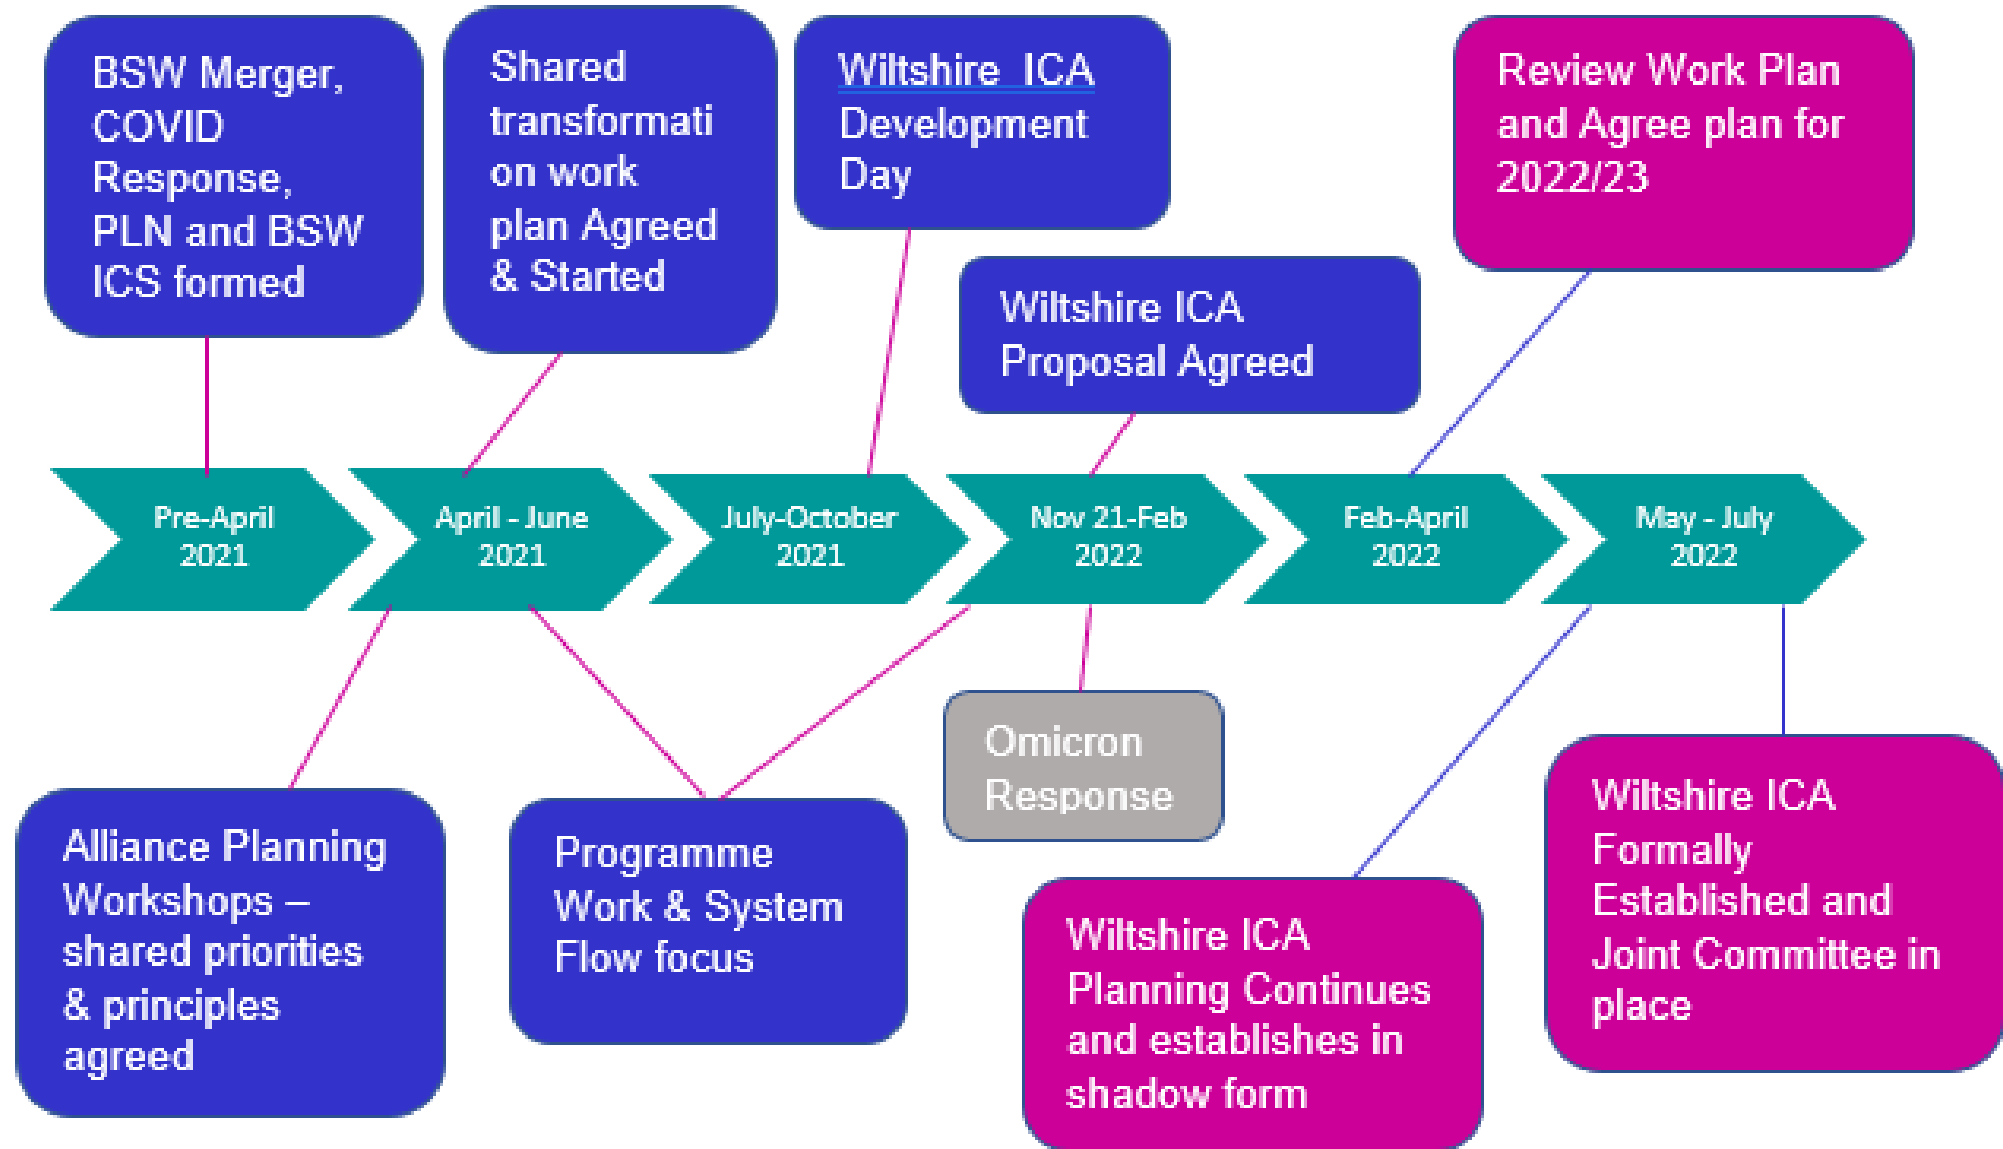 BSW Merger,
COVID
Response,
PLN and BSW
ICS formed
Shared
transformati
on work
plan Agreed
& Started
Wiltshire ICA
Development
Day
Wiltshire ICA
Proposal Agreed
Review Work Plan
and Agree plan for
2022/23
Pre-April
2021
April - June
2021
July-October
2021
Nov 21-Feb
2022
Feb-April
2022
May - July
2022
Alliance Planning
Workshops –
shared priorities
& principles
agreed
Programme
Work & System
Flow focus
Omicron
Response
Wiltshire ICA
Planning Continues
and establishes in
shadow form
Wiltshire ICA
Formally
Established and
Joint Committee in
place